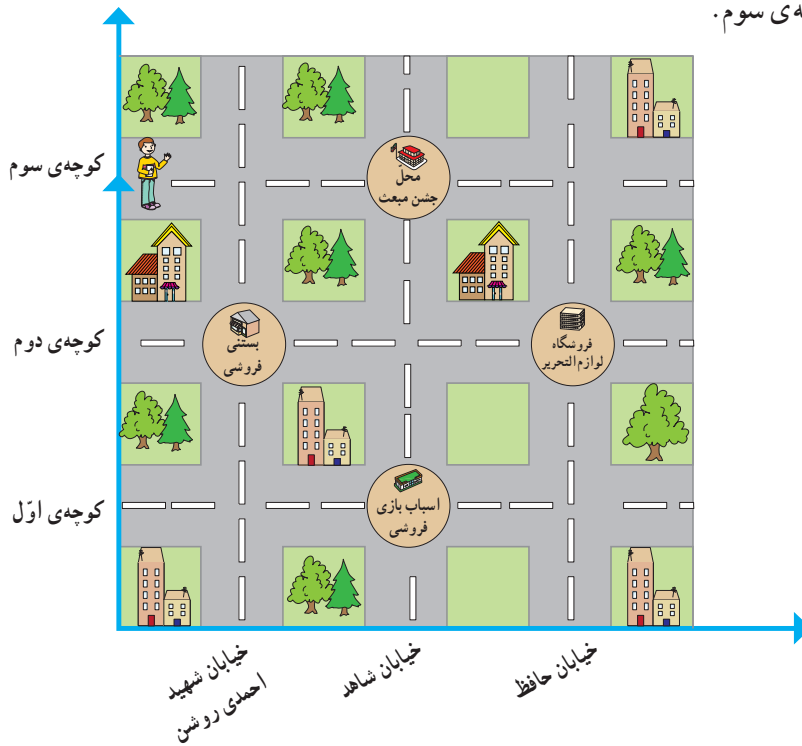 ه‌ی سوم.
کوچه‌ی سوم
محلّ
جشن مبعث
کوچه‌ی دوم
بستنی
فروشی
فروشگاه
لوازم‌التحریر
کوچه‌ی اوّل
اسباب بازی
فروشی
خیابان شهید
احمدی روشن
خیابان شاهد
خیابان حافظ